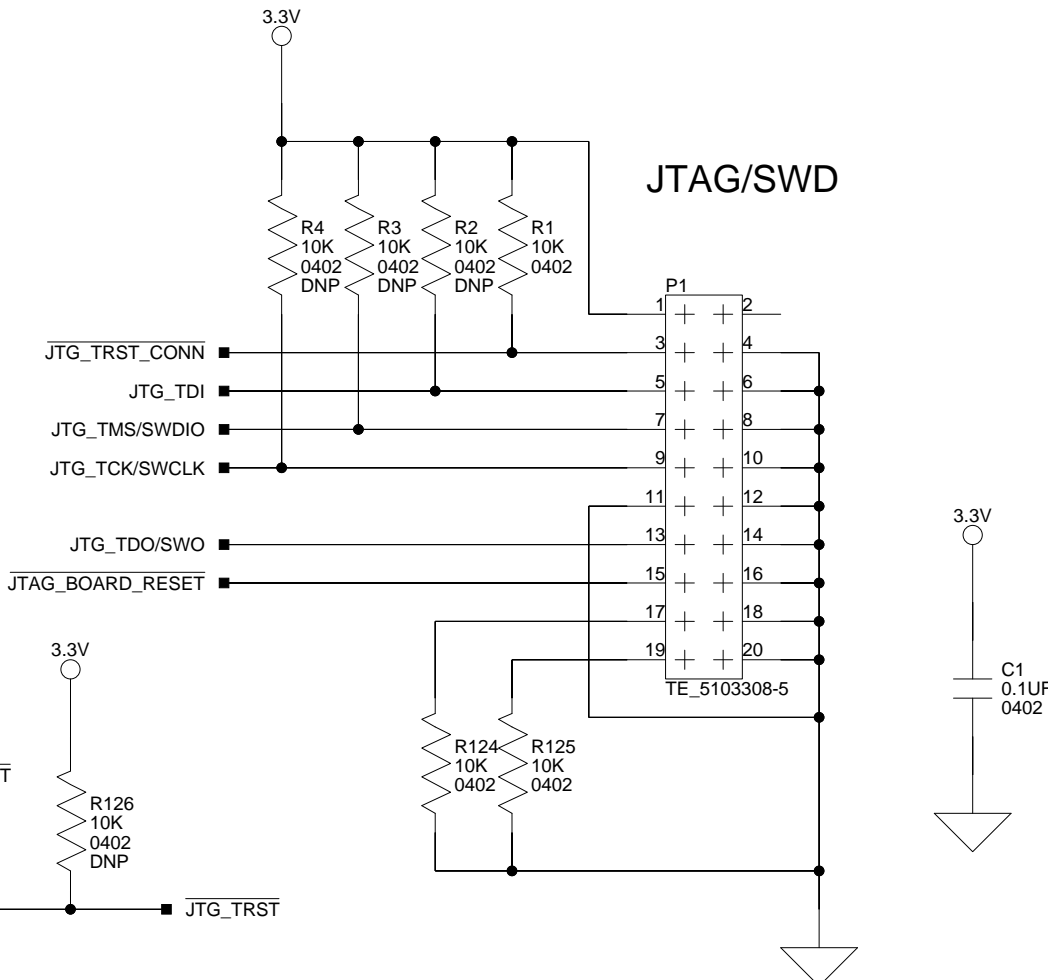 3.3V
JTAG/SWD
R4
10K
0402
DNP
R3
10K
0402
DNP
R2
10K
0402
DNP
R1
10K
0402
P1
1 2
JTG_TRST_CONN 3 4
JTG_TDI 5 6
JTG_TMS/SWDIO 7 8
JTG_TCK/SWCLK 9 10
11 12
JTG_TDO/SWO 13 14
JTAG_BOARD_RESET 15 16
17 18
19 20
TE_5103308-5
3.3V
C1
0.1UF
0402
3.3V
R124
10K
0402
R125
10K
0402
T
R126
10K
0402
DNP
JTG_TRST